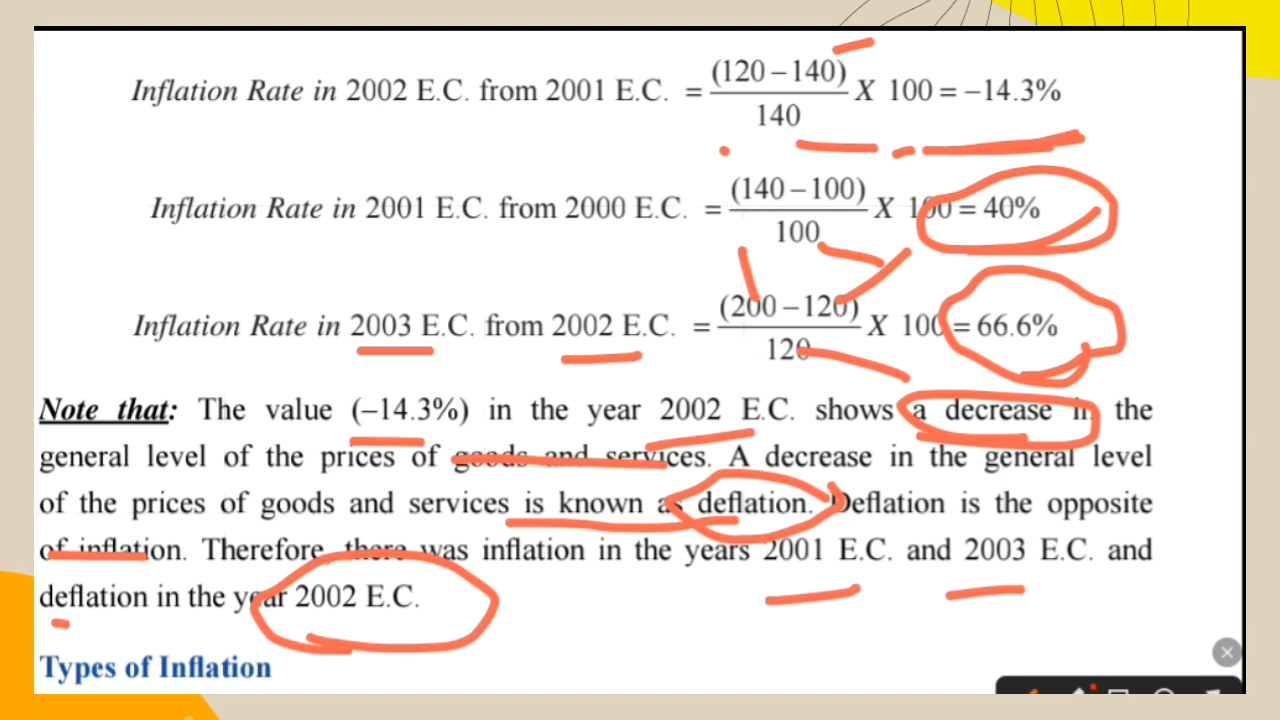 Inflation Rate in 2002 E.C. from 2001 E.C. = (120 – 140) / 140 X 100 = –14.3%
Inflation Rate in 2001 E.C. from 2000 E.C. = (140 – 100) / 100 X 100 = 40%
Inflation Rate in 2003 E.C. from 2002 E.C. = (200 – 120) / 120 X 100 = 66.6%
Note that: The value (–14.3%) in the year 2002 E.C. shows a decrease in the
general level of the prices of goods and services. A decrease in the general level
of the prices of goods and services is known as deflation. Deflation is the opposite
of inflation. Therefore, there was inflation in the years 2001 E.C. and 2003 E.C. and
deflation in the year 2002 E.C.
Types of Inflation